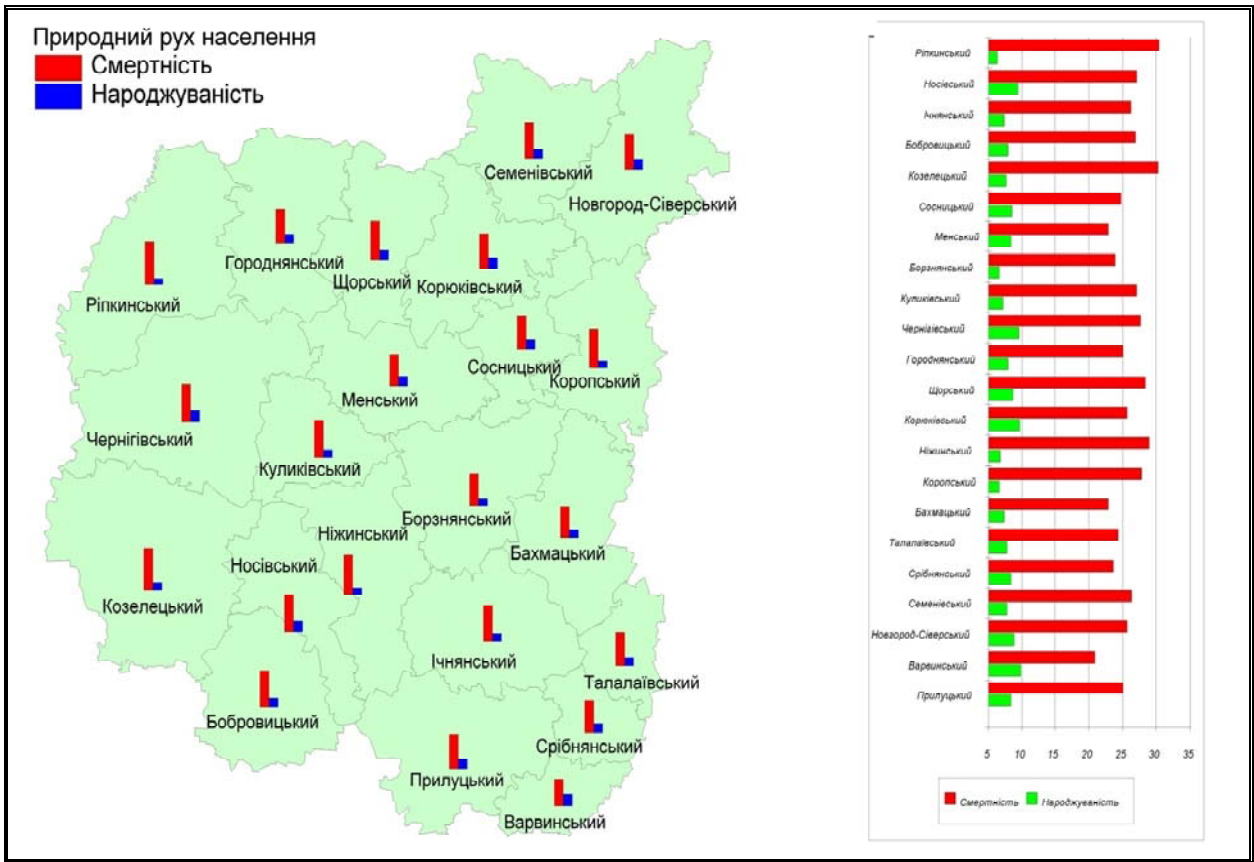 Природний рух населення
Смертність
Народжуваність
Семенівський
Новгород-Сіверський
Городнянський
Щорський
Корюківський
Ріпкинський
Сосницький
Коропський
Менський
Чернігівський
Куликівський
Борзнянський
Ніжинський
Бахмацький
Носівський
Козелецький
Ічнянський
Талалаївський
Бобровицький
Срібнянський
Прилуцький
Варвинський
Ріпкинський
Носівський
Ічнянський
Бобровицький
Козелецький
Сосницький
Менський
Борзнянський
Куликівський
Чернігівський
Городнянський
Щорський
Корюківський
Ніжинський
Коропський
Бахмацький
Талалаївський
Срібнянський
Семенівський
Новгород-Сіверський
Варвинський
Прилуцький
5 10 15 20 25 30 35
Смертність Народжуваність